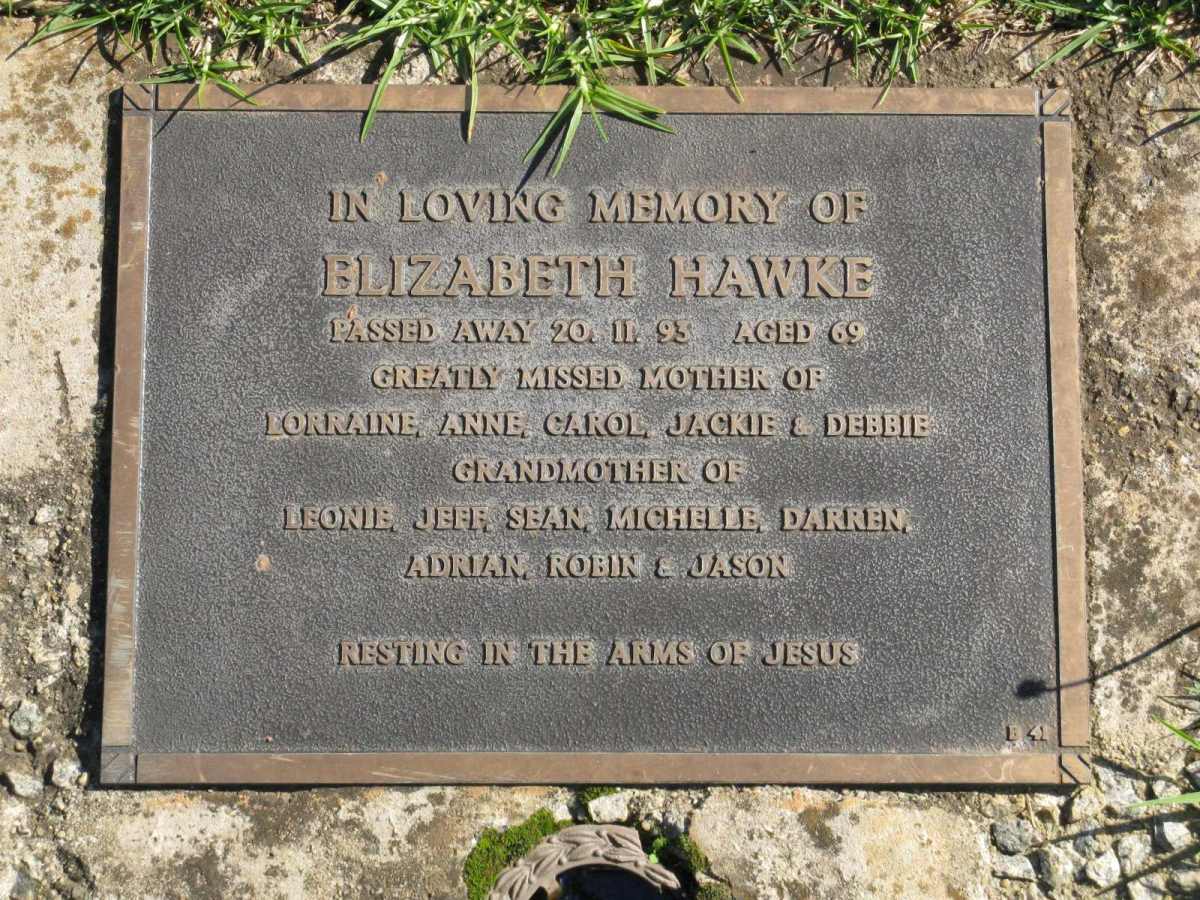 IN LOVING MEMORY OF
ELIZABETH HAWKE
PASSED AWAY 20. 11. 93 AGED 69
GREATLY MISSED MOTHER OF
LORRAINE, ANNE, CAROL, JACKIE & DEBBIE
GRANDMOTHER OF
LEONIE, JEFF, SEAN, MICHELLE, DARREN,
ADRIAN, ROBIN & JASON
RESTING IN THE ARMS OF JESUS
B 41